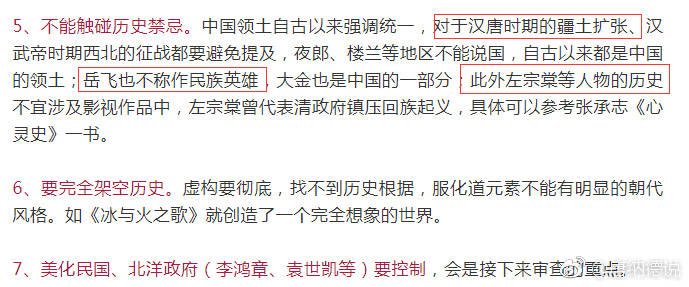 5、不能触碰历史禁忌。中国领土自古以来强调统一，对于汉唐时期的疆土扩张、汉
武帝时期西北的征战都要避免提及，夜郎、楼兰等地区不能说国，自古以来都是中国
的领土；岳飞也不称作民族英雄，大金也是中国的一部分；此外左宗棠等人物的历史
不宜涉及影视作品中，左宗棠曾代表清政府镇压回族起义，具体可以参考张承志《心
灵史》一书。
6、要完全架空历史。虚构要彻底，找不到历史根据，服化道元素不能有明显的朝代
风格。如《冰与火之歌》就创造了一个完全想象的世界。
7、美化民国、北洋政府（李鸿章、袁世凯等）要控制，会是接下来审查的重点。